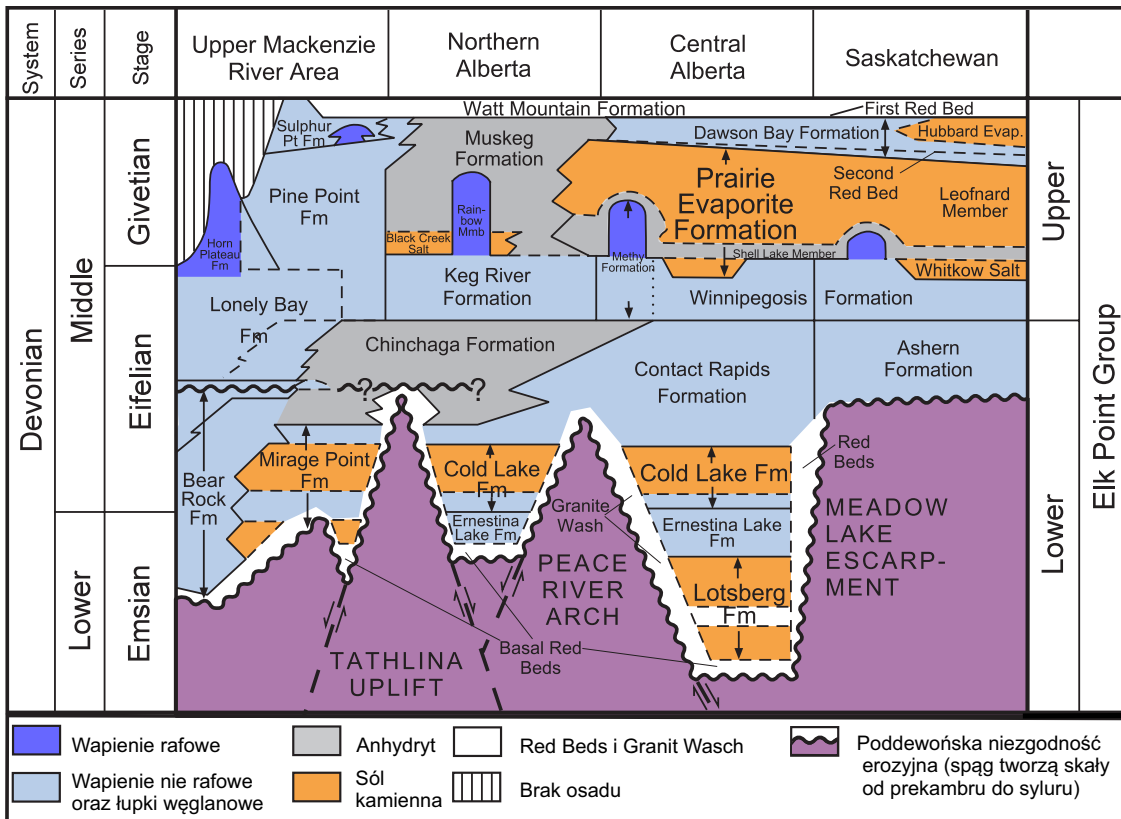 System
Series
Stage
Upper Mackenzie
River Area
Northern
Alberta
Central
Alberta
Saskatchewan
Devonian
Middle
Lower
Givetian
Eifelian
Emsian
Watt Mountain Formation
First Red Bed
Sulphur
Pt Fm
Muskeg
Formation
Dawson Bay Formation
Hubbard Evap.
Second
Red Bed
Prairie
Evaporite
Formation
Leofnard
Member
Pine Point
Fm
Rain-
bow
Mmb
Horn
Plateau
Fm
Black Creek
Salt
Methy
Formation
Shell Lake Member
Whitkow Salt
Keg River
Formation
Winnipegosis
Formation
Lonely Bay
Fm
Chinchaga Formation
Contact Rapids
Formation
Ashern
Formation
?
?
Bear
Rock
Fm
Mirage Point
Fm
Cold Lake
Fm
Cold Lake Fm
Red
Beds
Granite
Wash
Ernestina
Lake Fm
Ernestina Lake
Fm
Lotsberg
Fm
MEADOW
LAKE
ESCARP-
MENT
PEACE
RIVER
ARCH
Basal Red
Beds
TATHLINA
UPLIFT
Upper
Lower
Elk Point Group
Wapienie rafowe
Wapienie nie rafowe
oraz łupki węglanowe
Anhydryt
Sól
kamienna
Red Beds i Granit Wasch
Brak osadu
Poddewońska niezgodność
erozyjna (spąg tworzą skały
od prekambru do syluru)